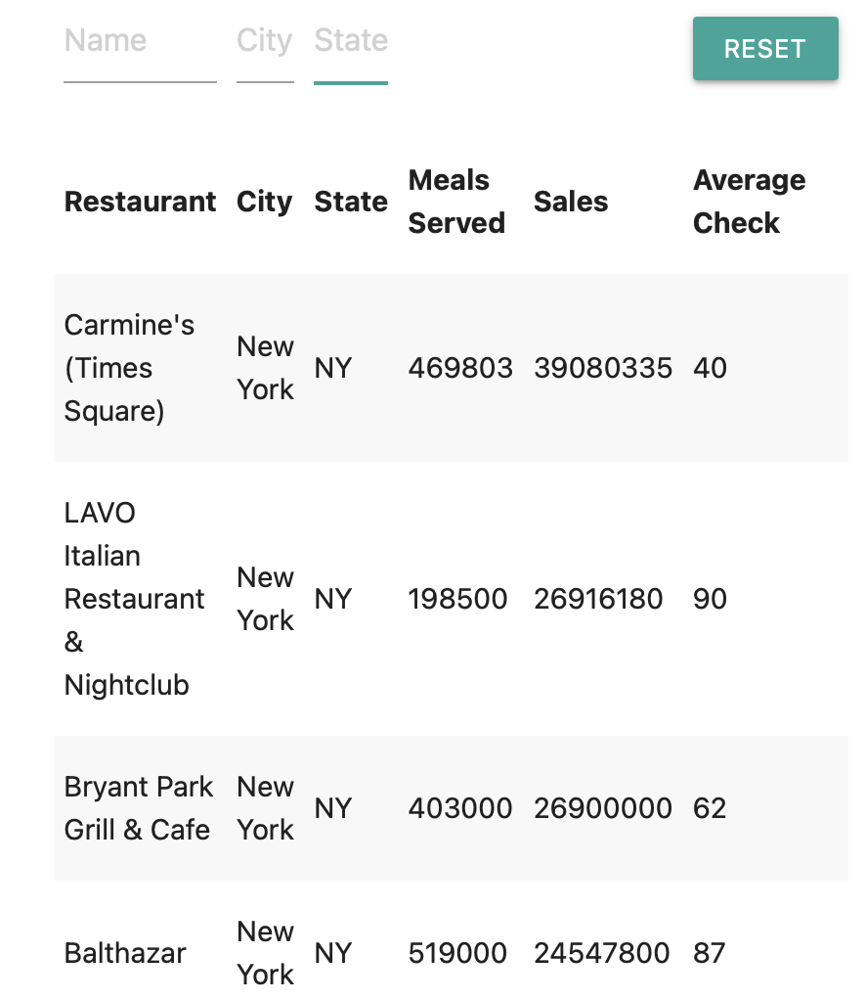 Name City State RESET
Restaurant City State Meals Served Sales Average Check
Carmine's (Times Square) New York NY 469803 39080335 40
LAVO Italian Restaurant & Nightclub New York NY 198500 26916180 90
Bryant Park Grill & Cafe New York NY 403000 26900000 62
Balthazar New York NY 519000 24547800 87